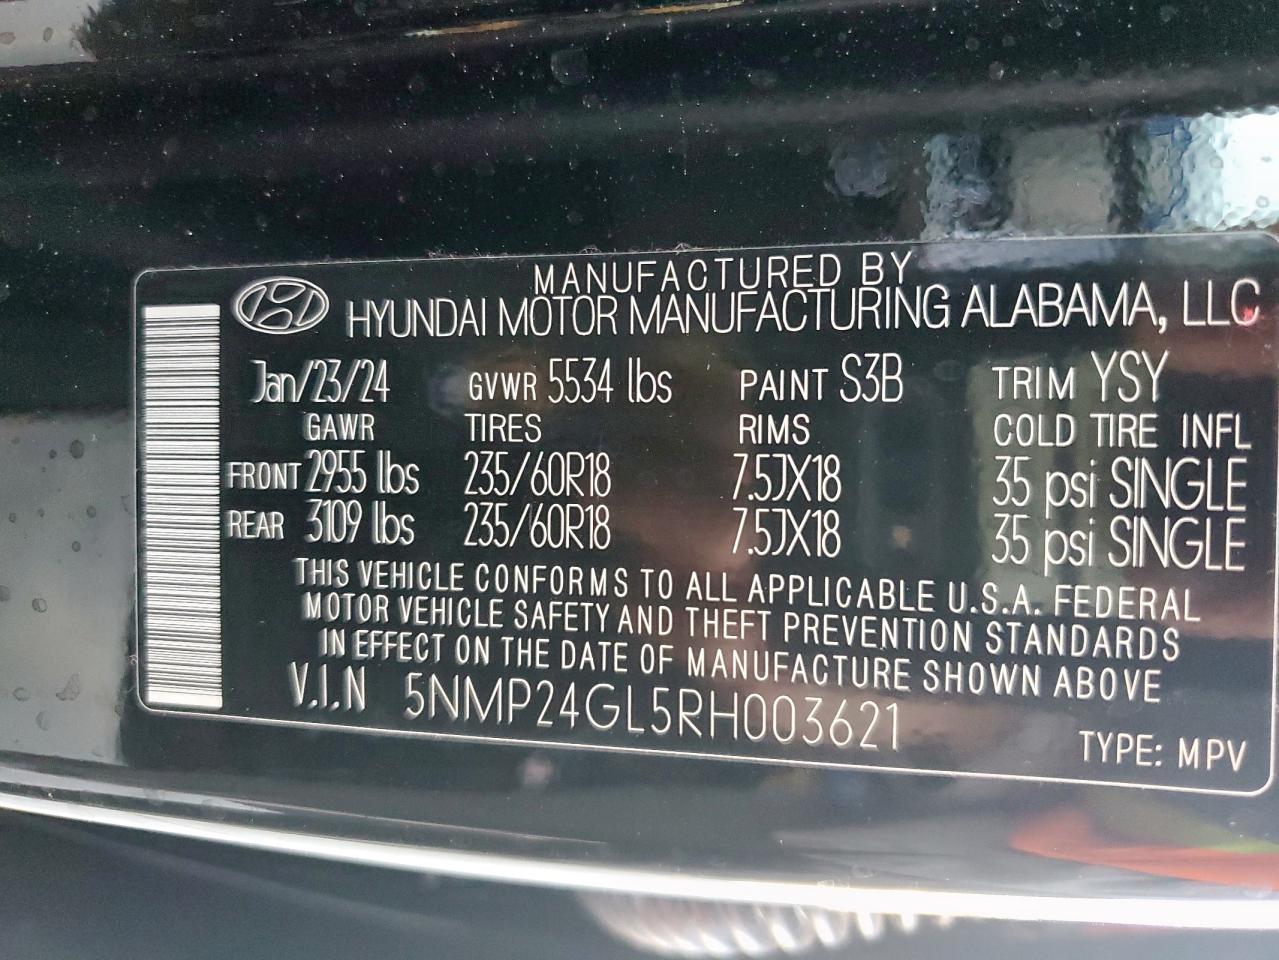 MANUFACTURED BY
HYUNDAI MOTOR MANUFACTURING ALABAMA, LLC
Jan/23/24 GVWR 5534 lbs PAINT S3B TRIM YSY
GAWR TIRES RIMS COLD TIRE INFL
FRONT 2955 lbs 235/60R18 7.5JX18 35 psi SINGLE
REAR 3109 lbs 235/60R18 7.5JX18 35 psi SINGLE
THIS VEHICLE CONFORMS TO ALL APPLICABLE U.S.A. FEDERAL
MOTOR VEHICLE SAFETY AND THEFT PREVENTION STANDARDS
IN EFFECT ON THE DATE OF MANUFACTURE SHOWN ABOVE
V.I.N 5NMP24GL5RH003621
TYPE: MPV